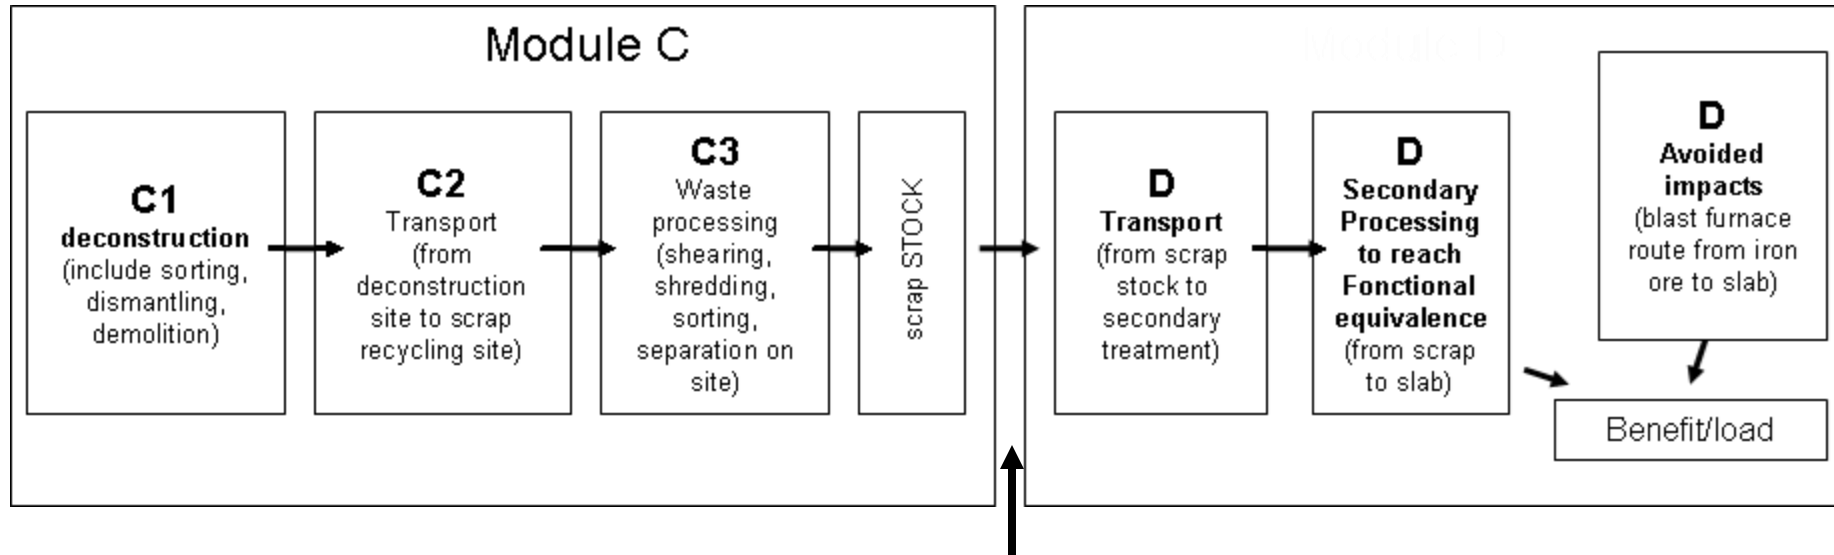 Module C
C1
deconstruction
(include sorting,
dismantling,
demolition)
C2
Transport
(from
deconstruction
site to scrap
recycling site)
C3
Waste
processing
(shearing,
shredding,
sorting,
separation on
site)
scrap STOCK
D
Transport
(from scrap
stock to
secondary
treatment)
D
Secondary
Processing
to reach
Fonctional
equivalence
(from scrap
to slab)
D
Avoided
impacts
(blast furnace
route from iron
ore to slab)
Benefit/load